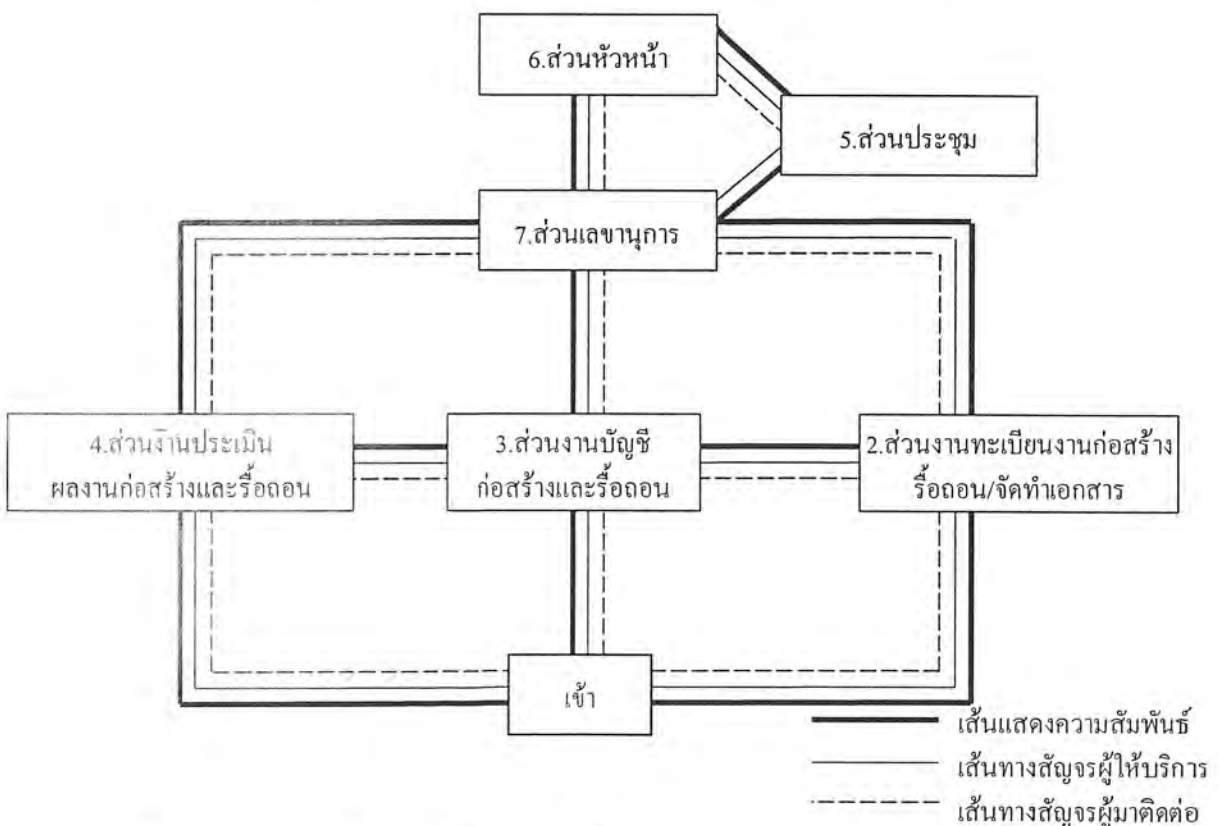 6.ส่วนหัวหน้า
5.ส่วนประชุม
7.ส่วนเลขานุการ
4.ส่วนงานประเมิน
ผลงานก่อสร้างและรื้อถอน
3.ส่วนงานบัญชี
ก่อสร้างและรื้อถอน
2.ส่วนงานทะเบียนงานก่อสร้าง
รื้อถอน/จัดทำเอกสาร
เข้า
เส้นแสดงความสัมพันธ์
เส้นทางสัญจรผู้ให้บริการ
เส้นทางสัญจรผู้มาติดต่อ